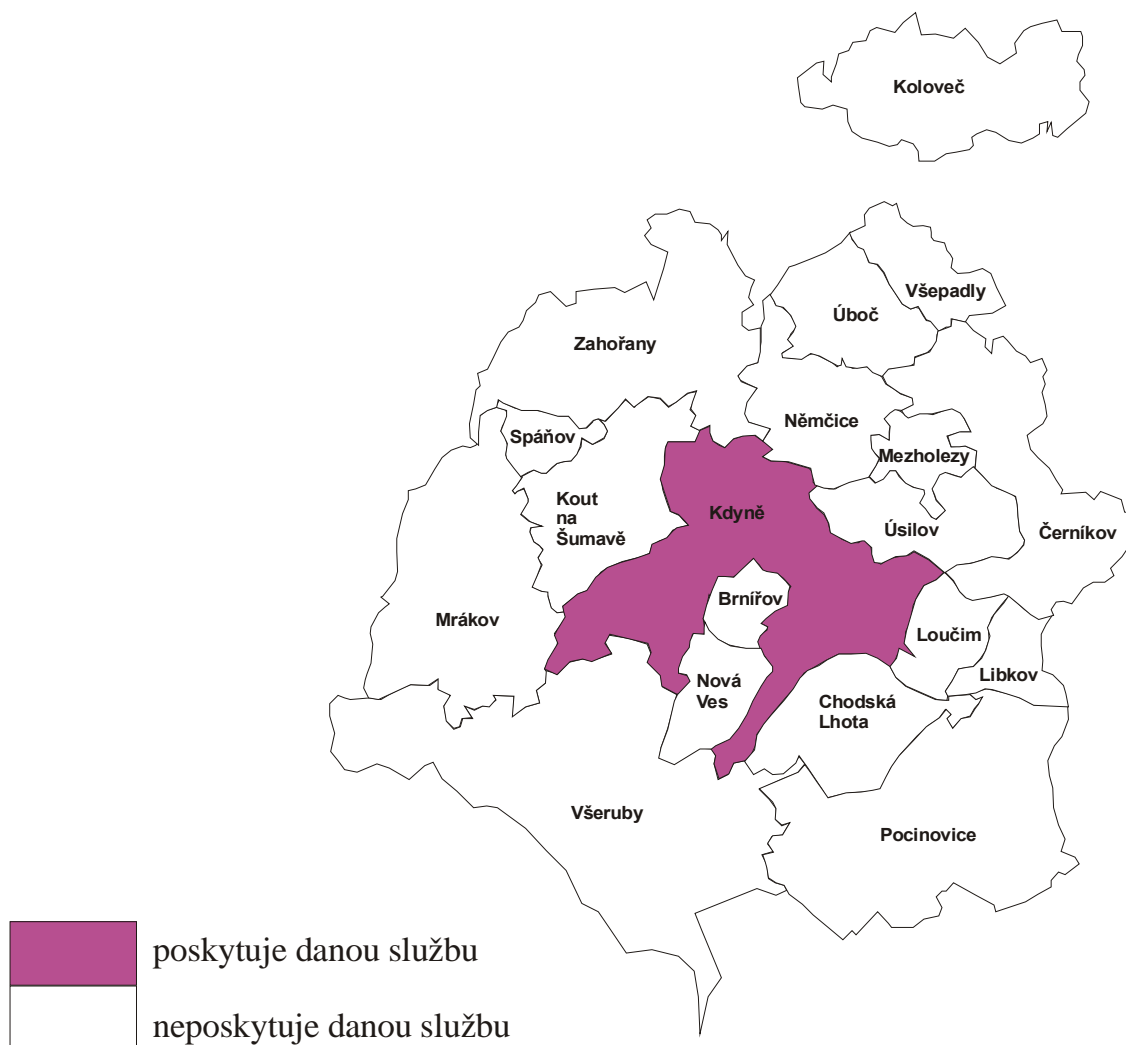 Koloveč
Všepadly
Úboč
Zahořany
Němčice
Spáňov
Mezholezy
Kout
na
Šumavě
Kdyně
Úsilov
Černíkov
Brnířov
Mrákov
Loučim
Libkov
Nová
Ves
Chodská
Lhota
Všeruby
Pocinovice
poskytuje danou službu
neposkytuje danou službu